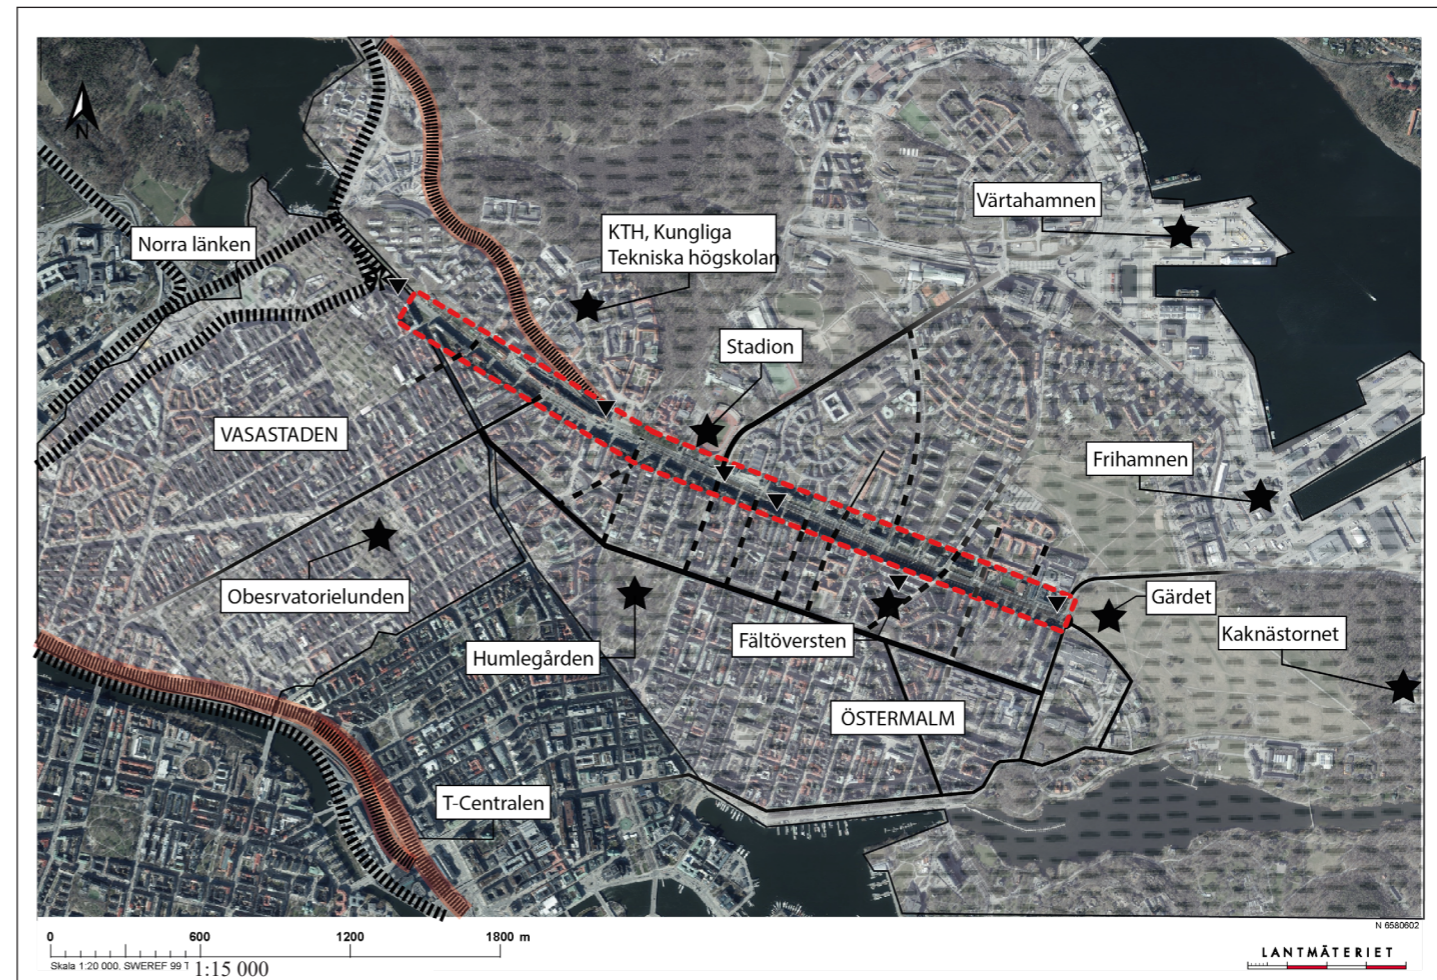 N
Värtahamnen
KTH, Kungliga
Tekniska högskolan
Norra länken
Stadion
VASASTADEN
Frihamnen
Obesrvatorielunden
Gärdet
Kaknästornet
Fältöversten
Humlegården
ÖSTERMALM
T-Centralen
N 6580602
0 600 1200 1800 m
Skala 1:20 000, SWEREF 99 T
1:15 000
LANTMÄTERIET